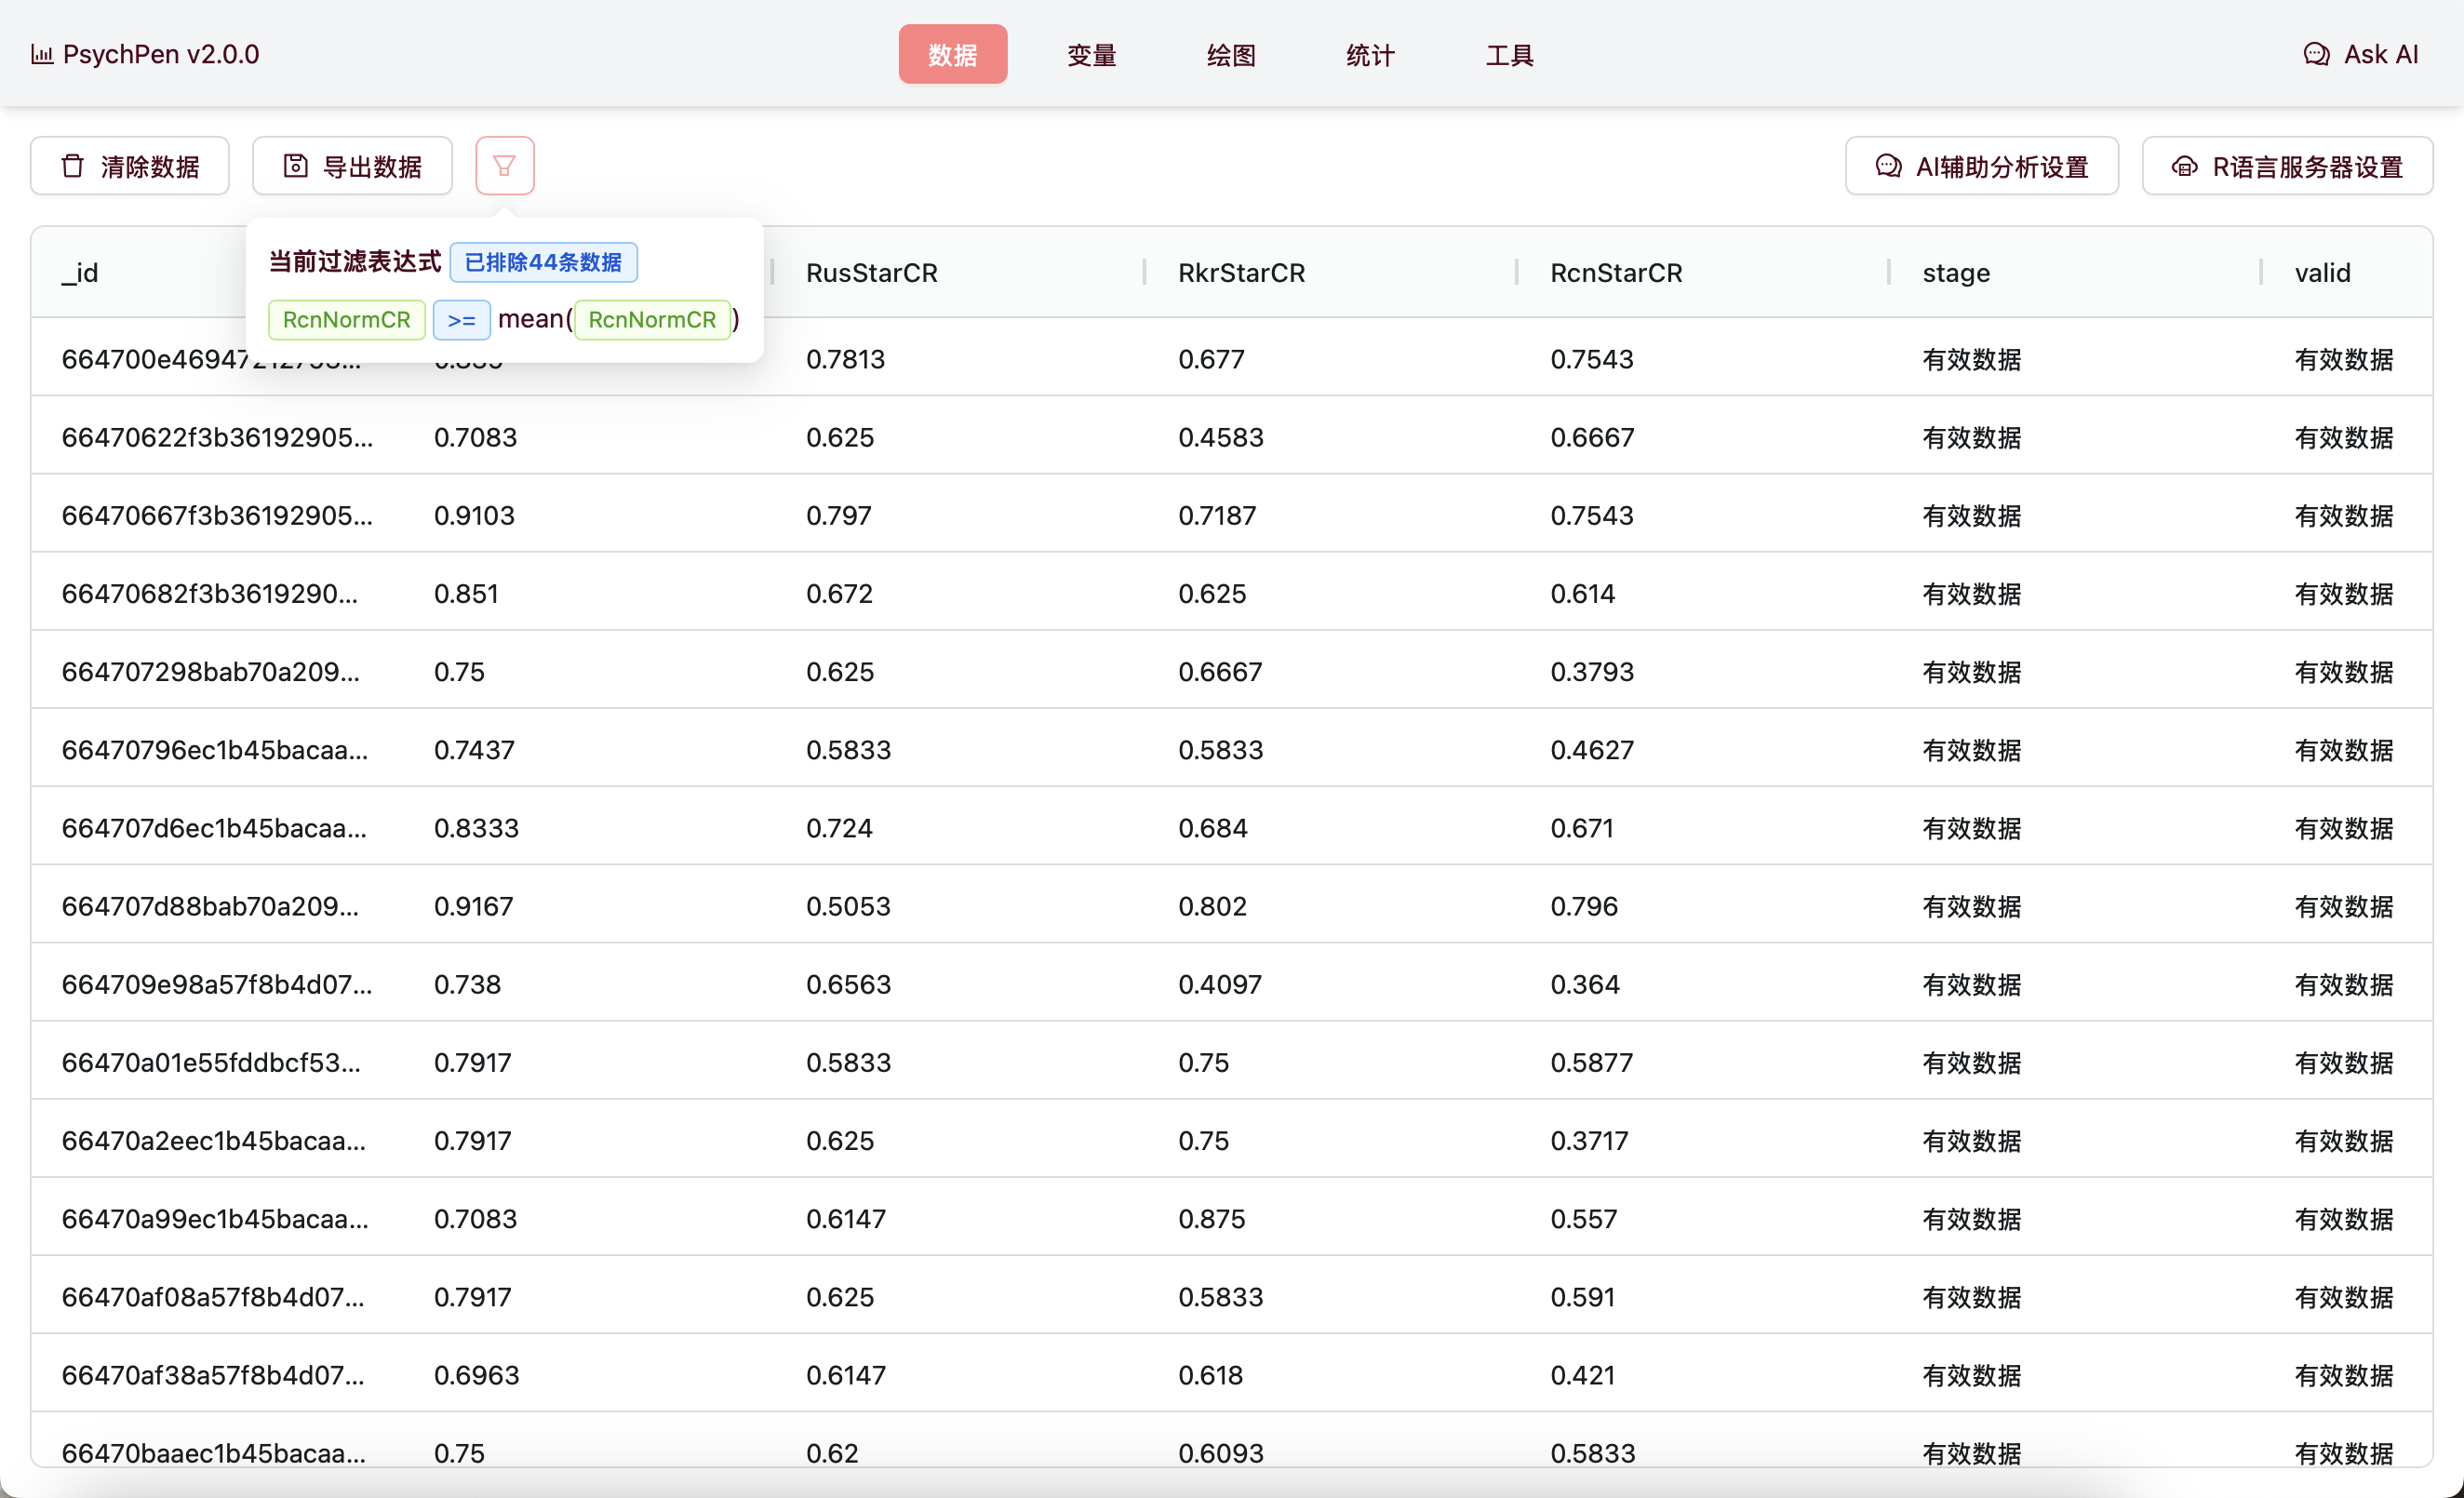 PsychPen v2.0.0 数据 变量 绘图 统计 工具 Ask AI
清除数据 导出数据 AI辅助分析设置 R语言服务器设置
当前过滤表达式 已排除44条数据
RcnNormCR >= mean(RcnNormCR)
_id RusStarCR RkrStarCR RcnStarCR stage valid
0.7813 0.677 0.7543 有效数据 有效数据
66470622f3b36192905... 0.7083 0.625 0.4583 0.6667 有效数据 有效数据
66470667f3b36192905... 0.9103 0.797 0.7187 0.7543 有效数据 有效数据
66470682f3b3619290... 0.851 0.672 0.625 0.614 有效数据 有效数据
664707298bab70a209... 0.75 0.625 0.6667 0.3793 有效数据 有效数据
66470796ec1b45bacaa... 0.7437 0.5833 0.5833 0.4627 有效数据 有效数据
664707d6ec1b45bacaa... 0.8333 0.724 0.684 0.671 有效数据 有效数据
664707d88bab70a209... 0.9167 0.5053 0.802 0.796 有效数据 有效数据
664709e98a57f8b4d07... 0.738 0.6563 0.4097 0.364 有效数据 有效数据
66470a01e55fddbcf53... 0.7917 0.5833 0.75 0.5877 有效数据 有效数据
66470a2eec1b45bacaa... 0.7917 0.625 0.75 0.3717 有效数据 有效数据
66470a99ec1b45bacaa... 0.7083 0.6147 0.875 0.557 有效数据 有效数据
66470af08a57f8b4d07... 0.7917 0.625 0.5833 0.591 有效数据 有效数据
66470af38a57f8b4d07... 0.6963 0.6147 0.618 0.421 有效数据 有效数据
66470baaec1b45bacaa... 0.75 0.62 0.6093 0.5833 有效数据 有效数据